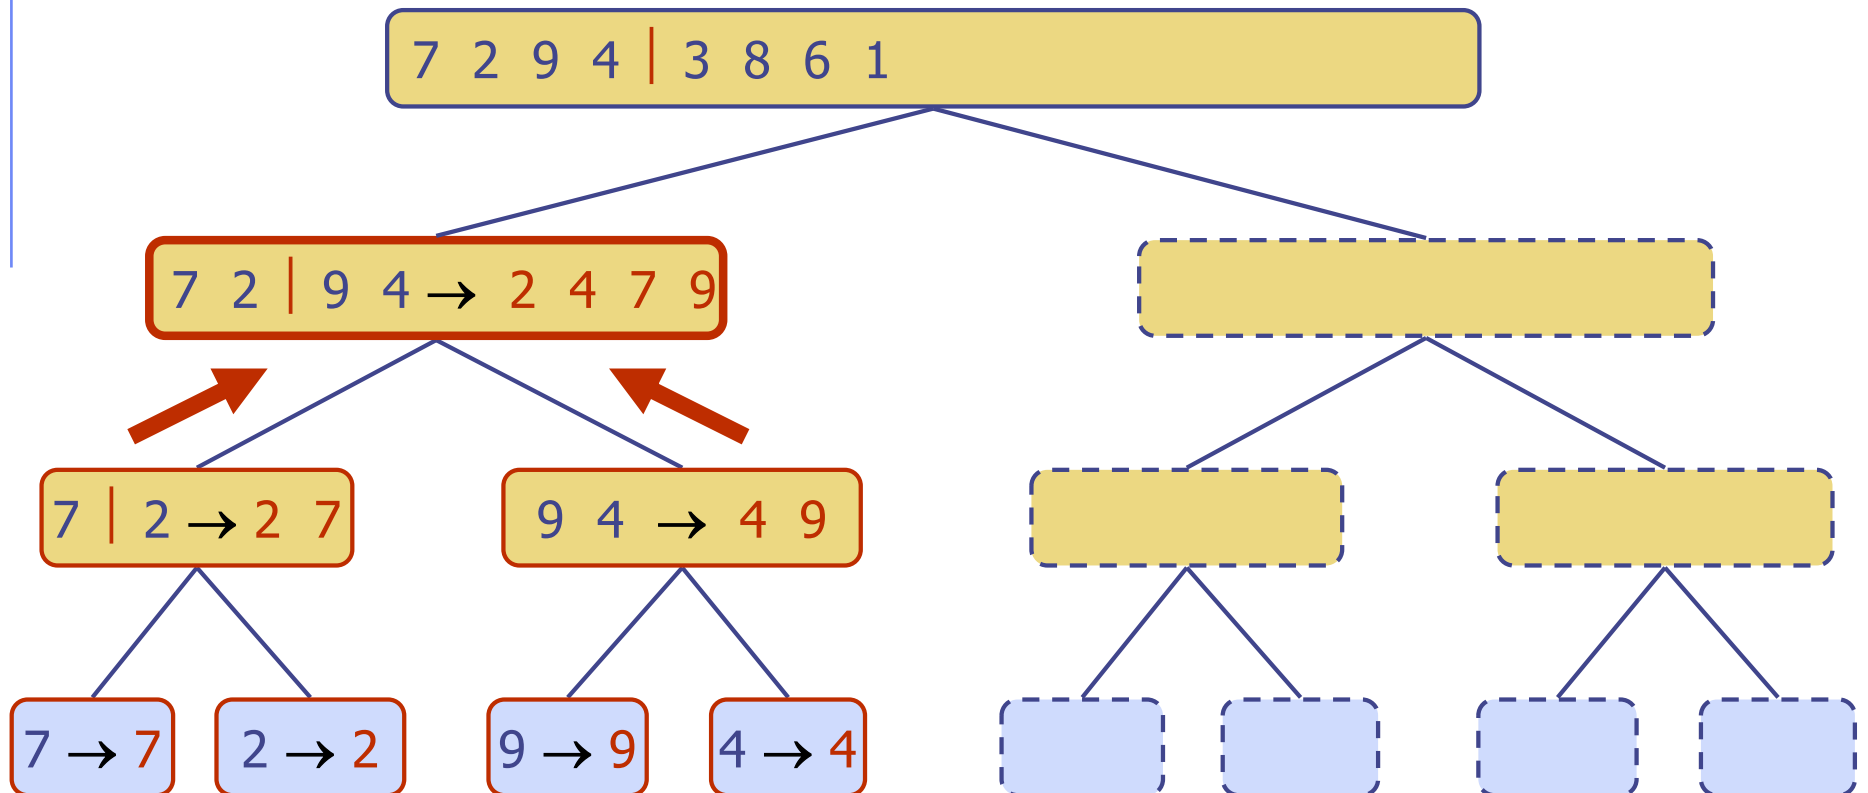 7 2 9 4 | 3 8 6 1
7 2 | 9 4 → 2 4 7 9
7 | 2 → 2 7
9 4 → 4 9
7 → 7
2 → 2
9 → 9
4 → 4